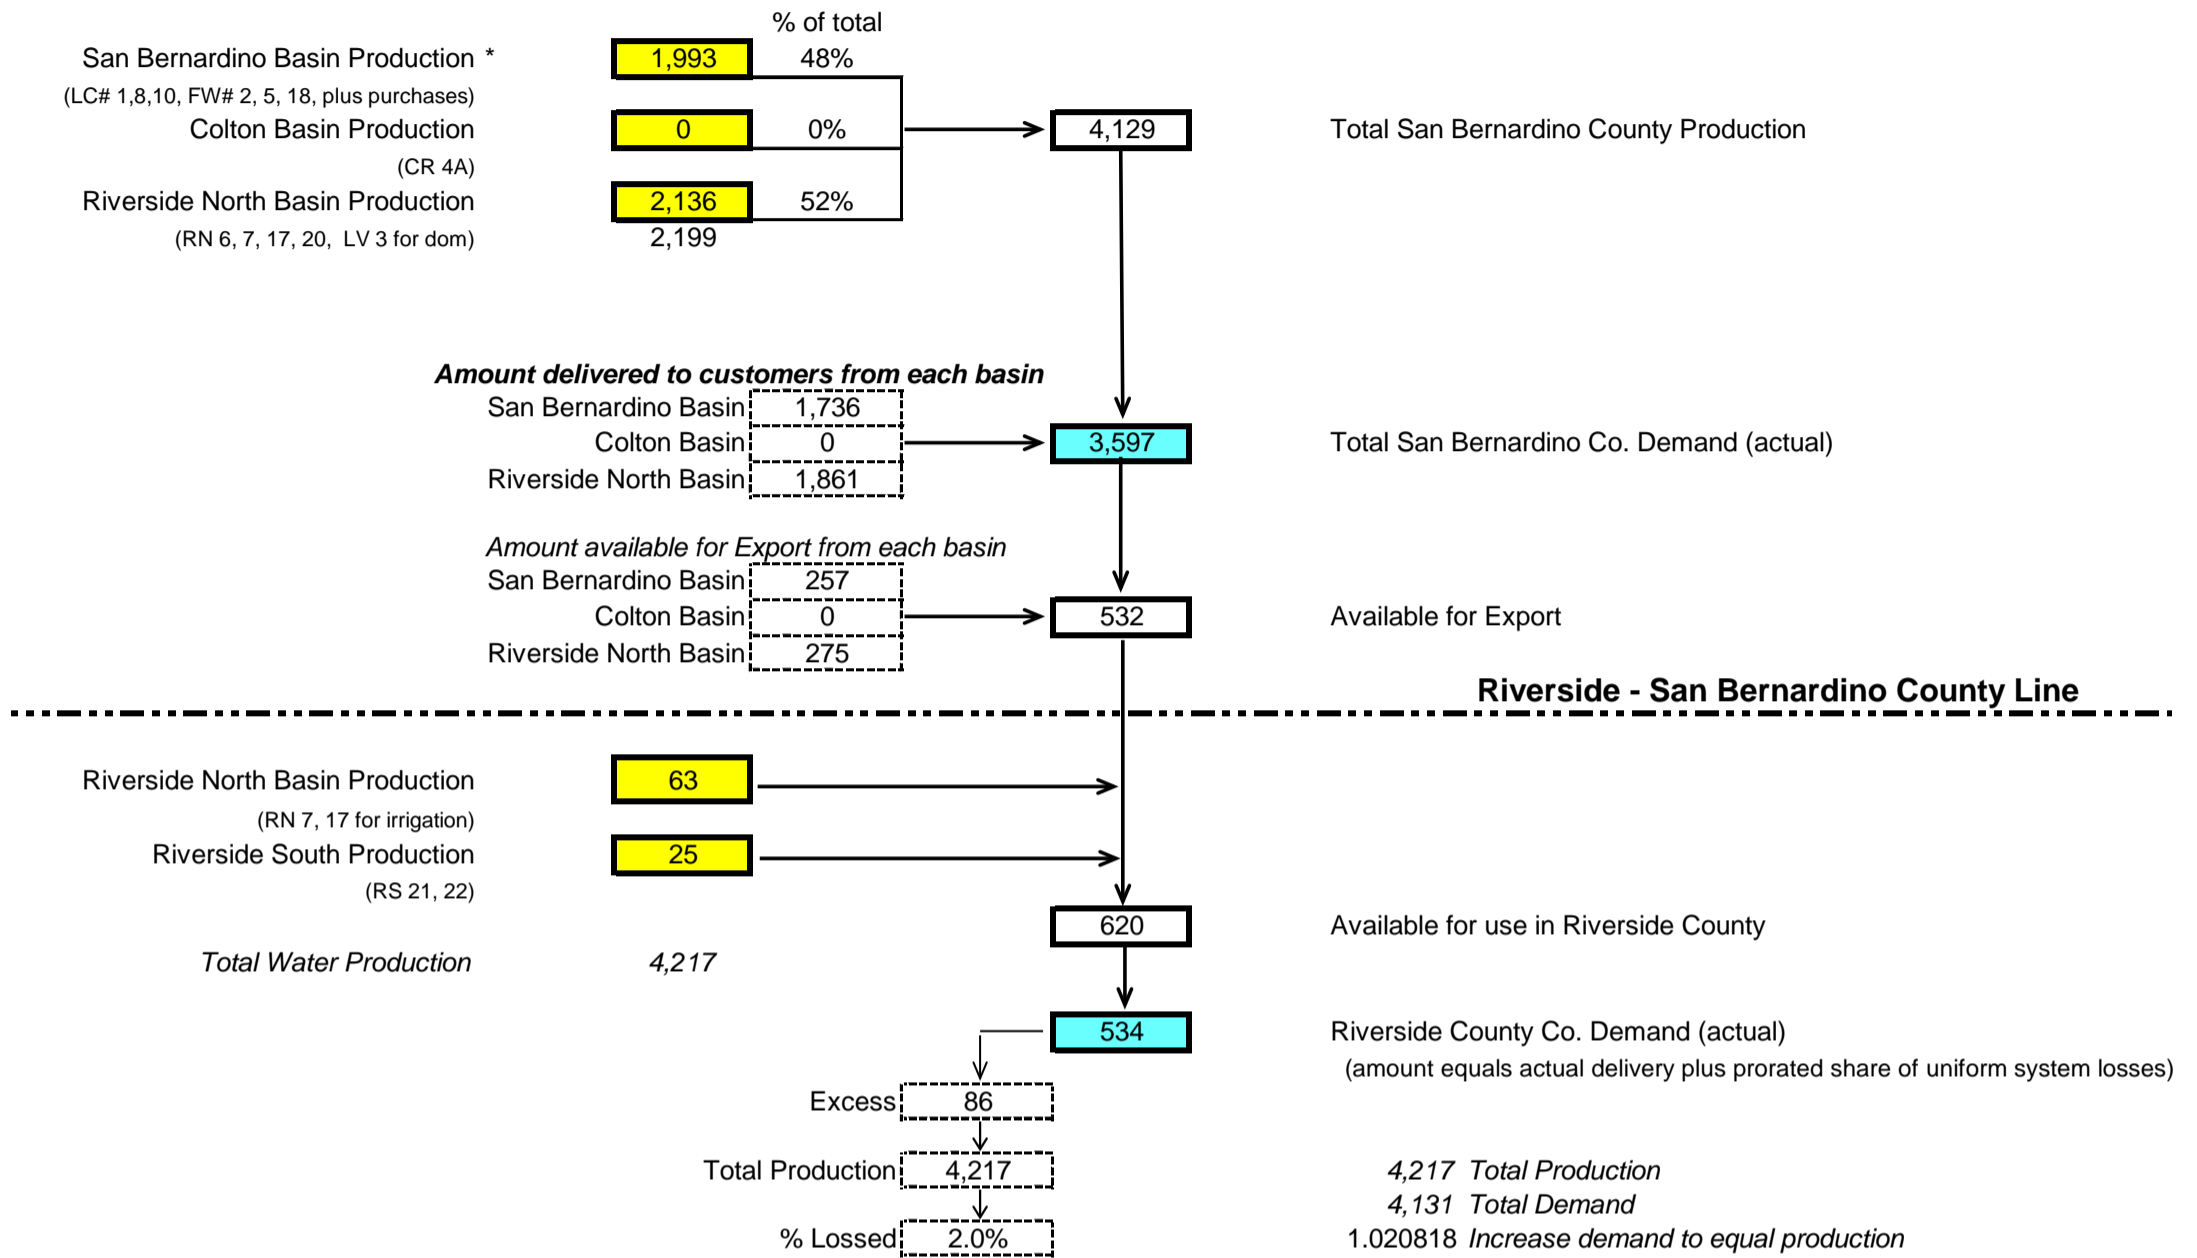 % of total
San Bernardino Basin Production * 1,993 48%
(LC# 1,8,10, FW# 2, 5, 18, plus purchases)
Colton Basin Production 0 0% 4,129 Total San Bernardino County Production
(CR 4A)
Riverside North Basin Production 2,136 52%
(RN 6, 7, 17, 20, LV 3 for dom) 2,199
Amount delivered to customers from each basin
San Bernardino Basin 1,736
Colton Basin 0 3,597 Total San Bernardino Co. Demand (actual)
Riverside North Basin 1,861
Amount available for Export from each basin
San Bernardino Basin 257
Colton Basin 0 532 Available for Export
Riverside North Basin 275
Riverside - San Bernardino County Line
Riverside North Basin Production 63
(RN 7, 17 for irrigation)
Riverside South Production 25
(RS 21, 22)
620 Available for use in Riverside County
Total Water Production 4,217
534 Riverside County Co. Demand (actual)
(amount equals actual delivery plus prorated share of uniform system losses)
Excess 86
Total Production 4,217 4,217 Total Production
4,131 Total Demand
% Lossed 2.0% 1.020818 Increase demand to equal production